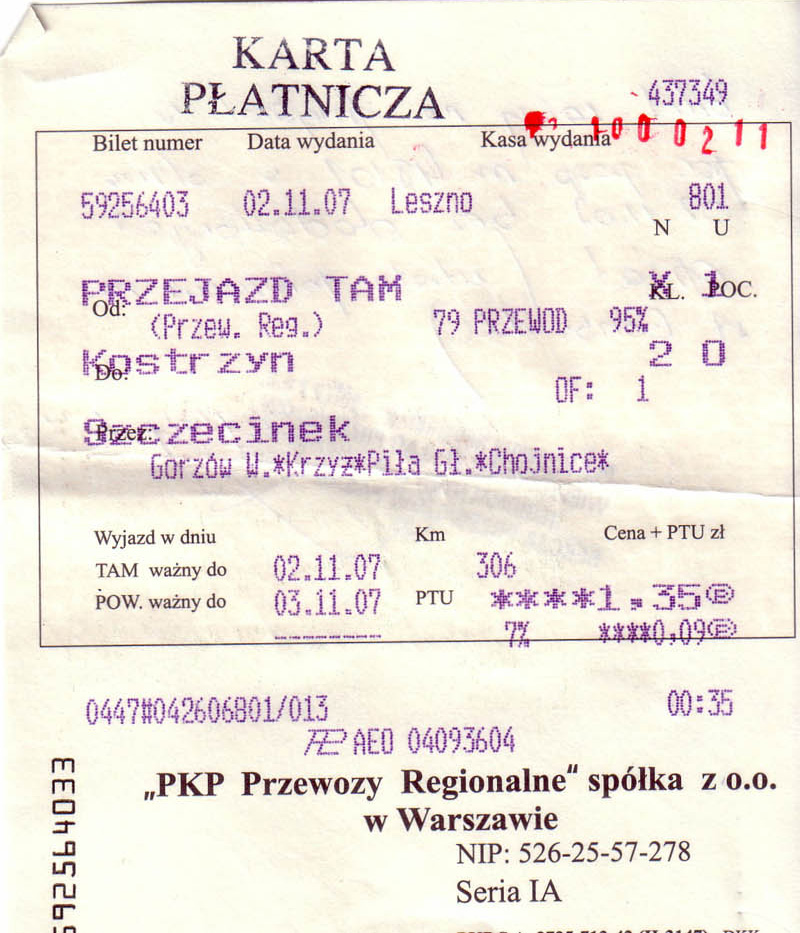 KARTA
PŁATNICZA
437349
1000211
Bilet numer Data wydania Kasa wydania
59256403 02.11.07 Leszno 801
N U
PRZEJAZD TAM X 1
Od: KL. POC.
(Przew. Reg.) 79 PRZEWOD 95%
Kostrzyn 2 0
Do:
OF: 1
Szczecinek
Przez:
Gorzów W.*Krzyż*Piła Gł.*Chojnice*
Wyjazd w dniu Km Cena + PTU zł
TAM ważny do 02.11.07 306
POW. ważny do 03.11.07 PTU ****1,35
7% ****0,09
0447#042606801/013 00:35
AED 04093604
„PKP Przewozy Regionalne“ spółka z o.o.
w Warszawie
NIP: 526-25-57-278
Seria IA
592564033